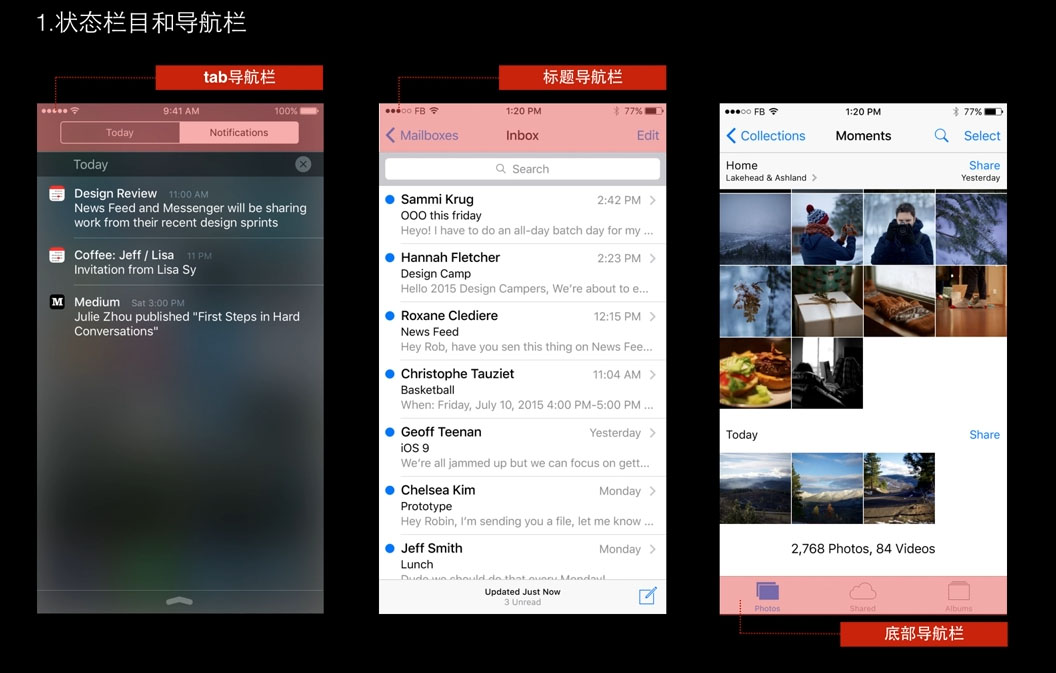 1.状态栏目和导航栏
tab导航栏
9:41 AM
100%
Today
Notifications
Today
Design Review 11:00 AM
News Feed and Messenger will be sharing
work from their recent design sprints
Coffee: Jeff / Lisa 11 PM
Invitation from Lisa Sy
Medium Sat 3:00 PM
Julie Zhou published "First Steps in Hard
Conversations"
标题导航栏
FB 1:20 PM 77%
Mailboxes Inbox Edit
Search
Sammi Krug 2:42 PM
OOO this friday
Heyo! I have to do an all-day batch day for my ...
Hannah Fletcher 2:23 PM
Design Camp
Hello 2015 Design Campers, We're about to e...
Roxane Clediere 12:15 PM
News Feed
Hey Rob, have you sen this thing on News Fee...
Christophe Tauziet 11:04 AM
Basketball
When: Friday, July 10, 2015 4:00 PM-5:00 PM ...
Geoff Teenan Yesterday
iOS 9
We're all jammed up but we can focus on gett...
Chelsea Kim Monday
Prototype
Hey Robin, I'm sending you a file, let me know ...
Jeff Smith Monday
Lunch
Dude we should do that every Monday!
Updated Just Now
3 Unread
FB 1:20 PM 77%
Collections Moments Select
Home Share
Lakehead & Ashland Yesterday
Today Share
2,768 Photos, 84 Videos
Photos Shared Albums
底部导航栏